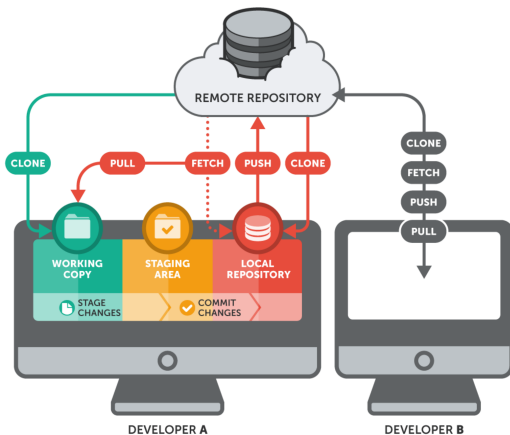 REMOTE REPOSITORY
CLONE
PULL
FETCH
PUSH
CLONE
CLONE
FETCH
PUSH
PULL
WORKING
COPY
STAGING
AREA
LOCAL
REPOSITORY
STAGE
CHANGES
COMMIT
CHANGES
DEVELOPER A
DEVELOPER B